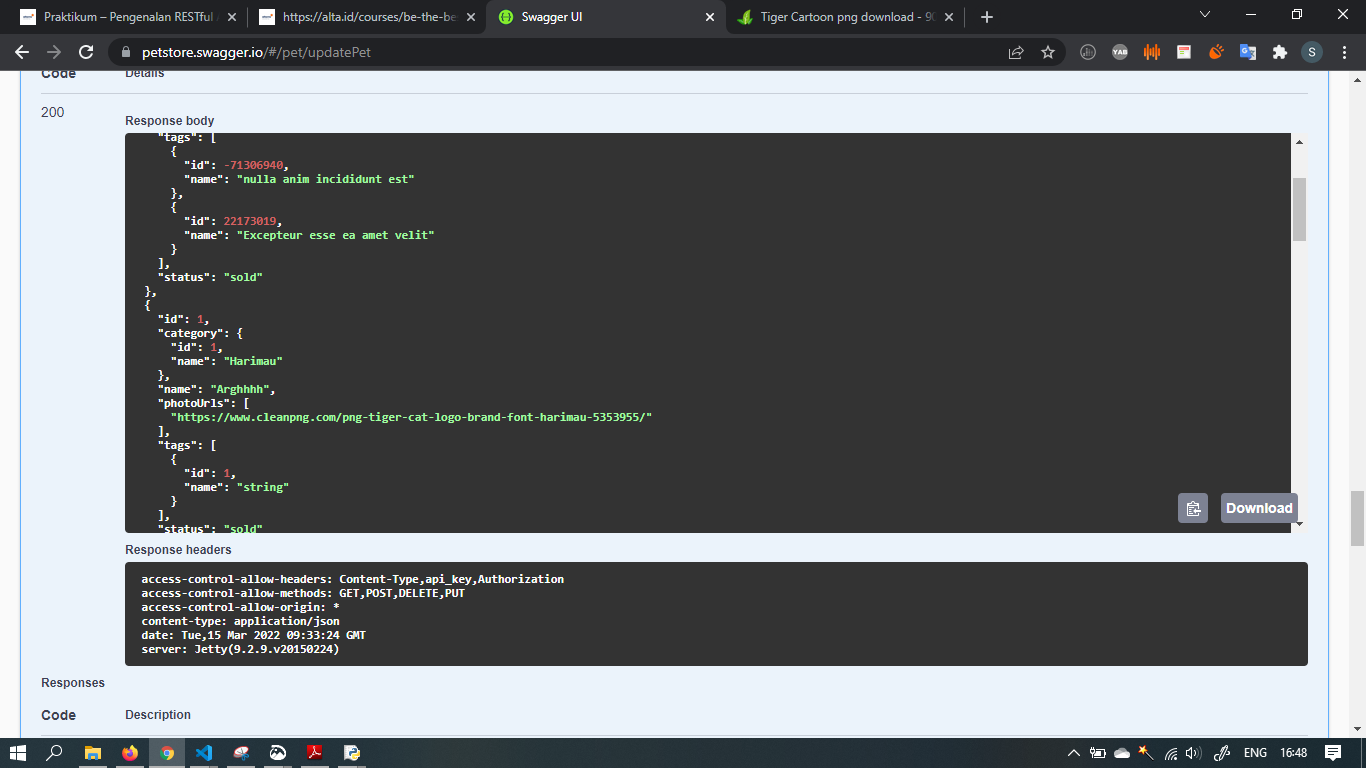 Praktikum – Pengenalan RESTful
https://alta.id/courses/be-the-be
Swagger UI
Tiger Cartoon png download - 90
petstore.swagger.io/#/pet/updatePet
YAB
S
Code Details
200
Response body
"tags": [
{
"id": -71306940,
"name": "nulla anim incididunt est"
},
{
"id": 22173019,
"name": "Excepteur esse ea amet velit"
}
],
"status": "sold"
},
{
"id": 1,
"category": {
"id": 1,
"name": "Harimau"
},
"name": "Arghhhh",
"photoUrls": [
"https://www.cleanpng.com/png-tiger-cat-logo-brand-font-harimau-5353955/"
],
"tags": [
{
"id": 1,
"name": "string"
}
],
"status": "sold"
Download
Response headers
access-control-allow-headers: Content-Type,api_key,Authorization
access-control-allow-methods: GET,POST,DELETE,PUT
access-control-allow-origin: *
content-type: application/json
date: Tue,15 Mar 2022 09:33:24 GMT
server: Jetty(9.2.9.v20150224)
Responses
Code Description
ENG 16:48